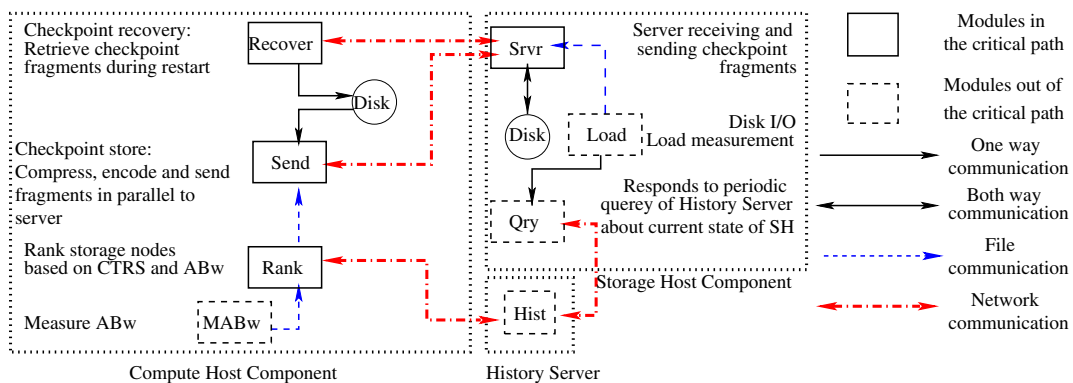 Checkpoint recovery:
Retrieve checkpoint
fragments during restart
Recover
Disk
Checkpoint store:
Compress, encode and send
fragments in parallel to
server
Send
Rank storage nodes
based on CTRS and ABw
Rank
Measure ABw
MABw
Compute Host Component
Srvr
Server receiving and
sending checkpoint
fragments
Disk
Load
Disk I/O
Load measurement
Qry
Responds to periodic
querey of History Server
about current state of SH
Storage Host Component
Hist
History Server
Modules in
the critical path
Modules out of
the critical path
One way
communication
Both way
communication
File
communication
Network
communication